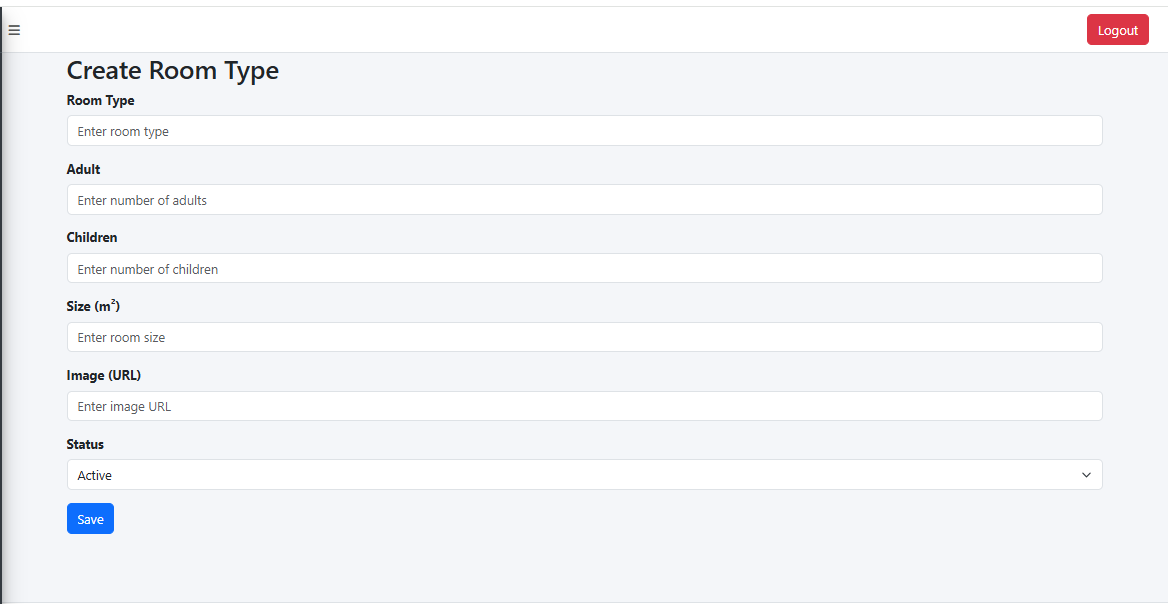 Logout
Create Room Type
Room Type
Enter room type
Adult
Enter number of adults
Children
Enter number of children
Size (m²)
Enter room size
Image (URL)
Enter image URL
Status
Active
Save